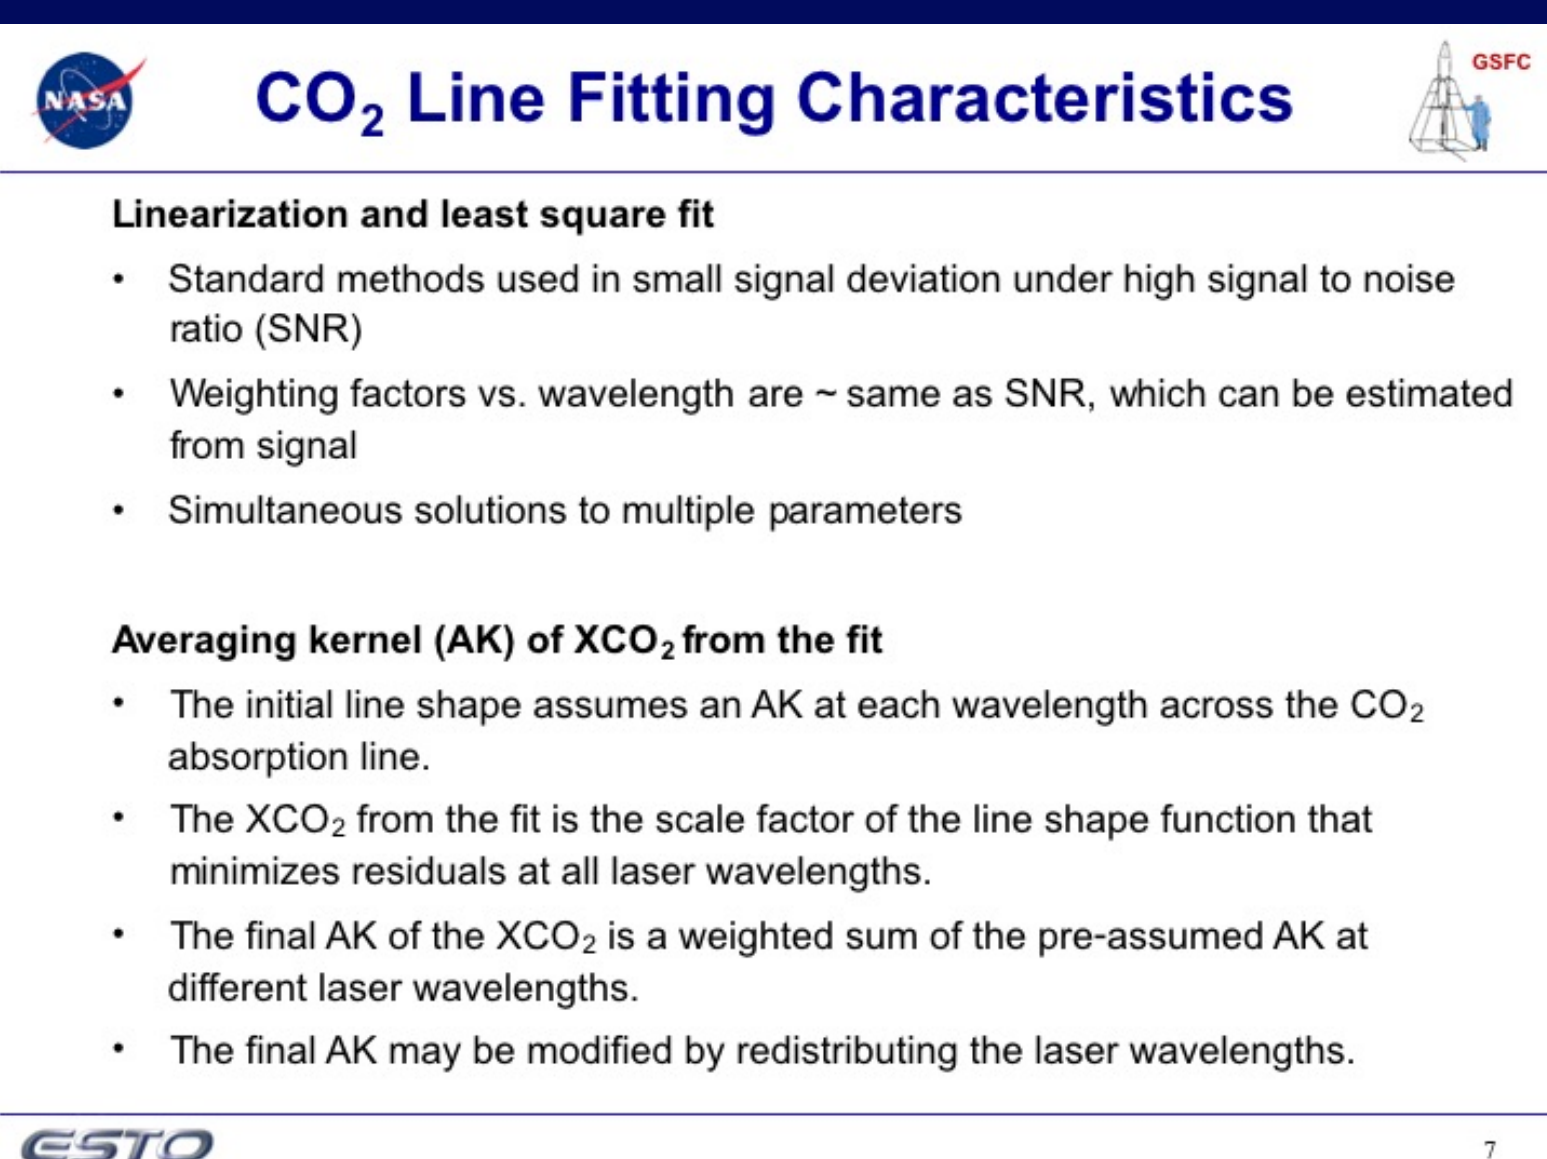 NASA
CO₂ Line Fitting Characteristics
GSFC
Linearization and least square fit
• Standard methods used in small signal deviation under high signal to noise
ratio (SNR)
• Weighting factors vs. wavelength are ~ same as SNR, which can be estimated
from signal
• Simultaneous solutions to multiple parameters
Averaging kernel (AK) of XCO₂ from the fit
• The initial line shape assumes an AK at each wavelength across the CO₂
absorption line.
• The XCO₂ from the fit is the scale factor of the line shape function that
minimizes residuals at all laser wavelengths.
• The final AK of the XCO₂ is a weighted sum of the pre-assumed AK at
different laser wavelengths.
• The final AK may be modified by redistributing the laser wavelengths.
ESTO
7